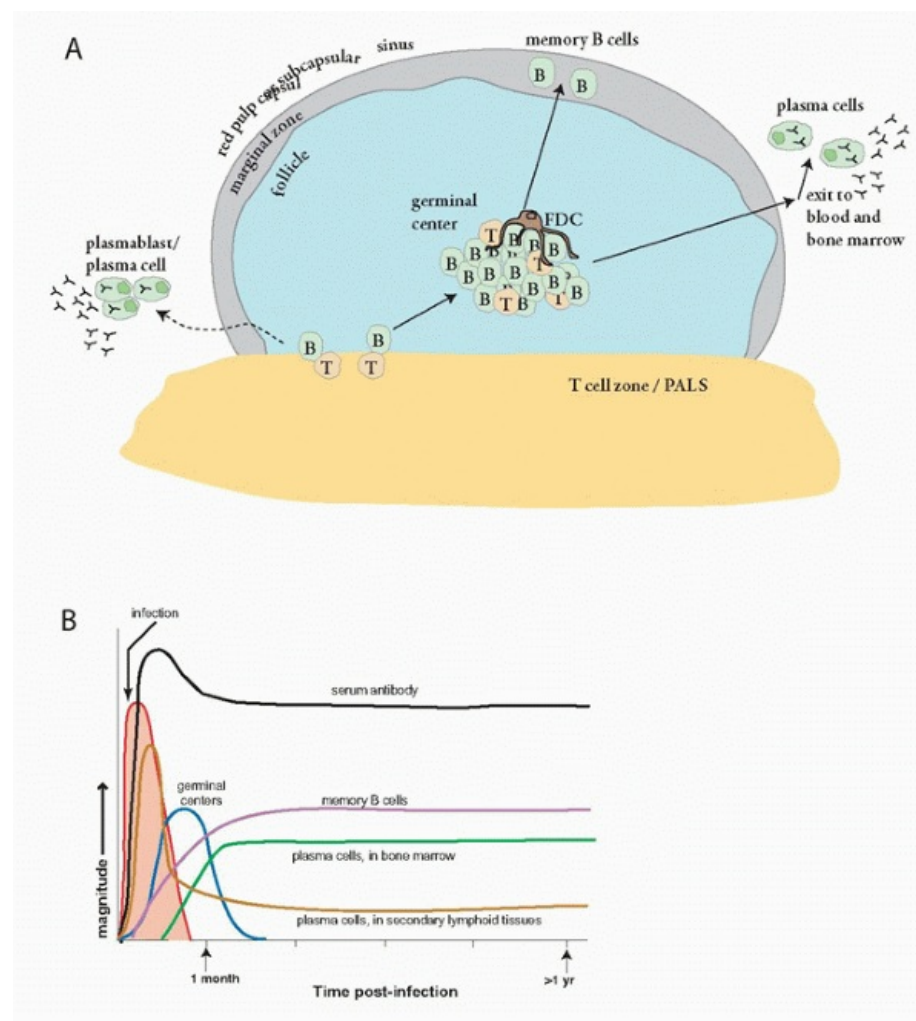 A
sinus
subcapsular
red pulp or
capsul
marginal zone
follicle
memory B cells
B
B
plasma cells
exit to
blood and
bone marrow
germinal
center
FDC
T
B
B
B
B
B
B
B
B
T
B
B
B
B
T
B
T
plasmablast/
plasma cell
B
B
T
T
T cell zone / PALS
B
infection
serum antibody
germinal
centers
memory B cells
plasma cells, in bone marrow
plasma cells, in secondary lymphoid tissues
magnitude
1 month
>1 yr
Time post-infection